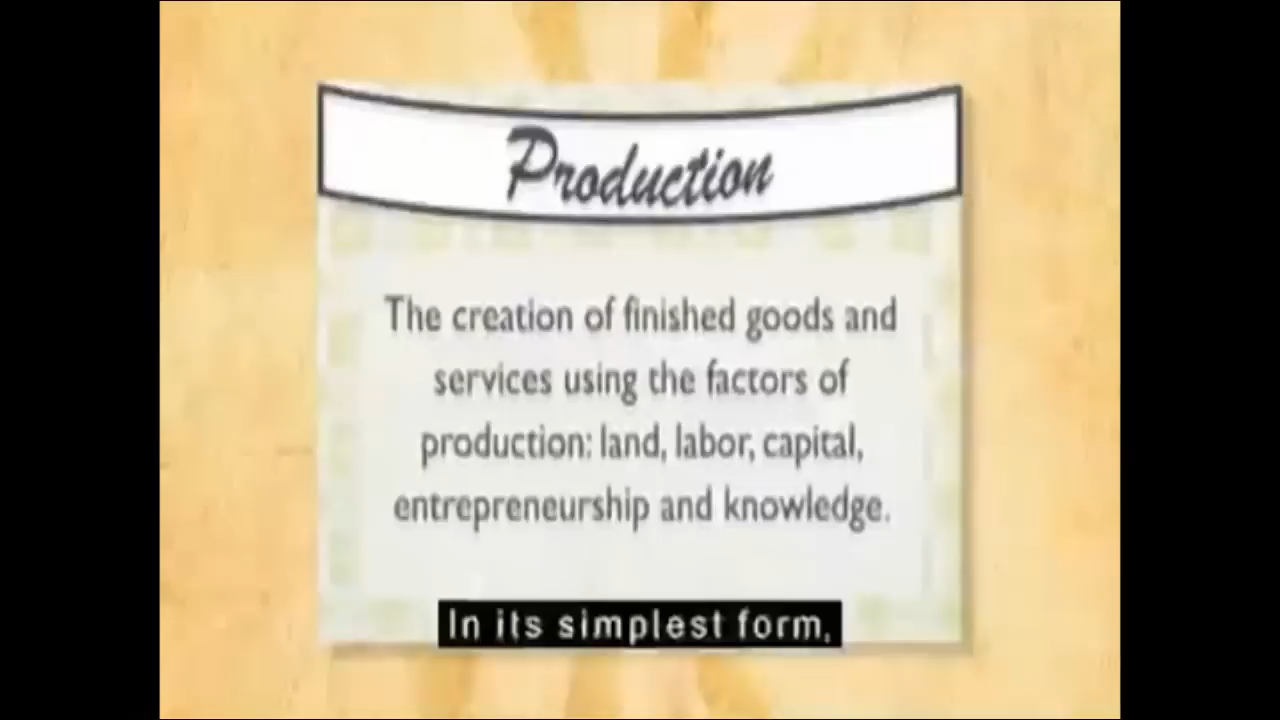 Production
The creation of finished goods and
services using the factors of
production: land, labor, capital,
entrepreneurship and knowledge.
In its simplest form,